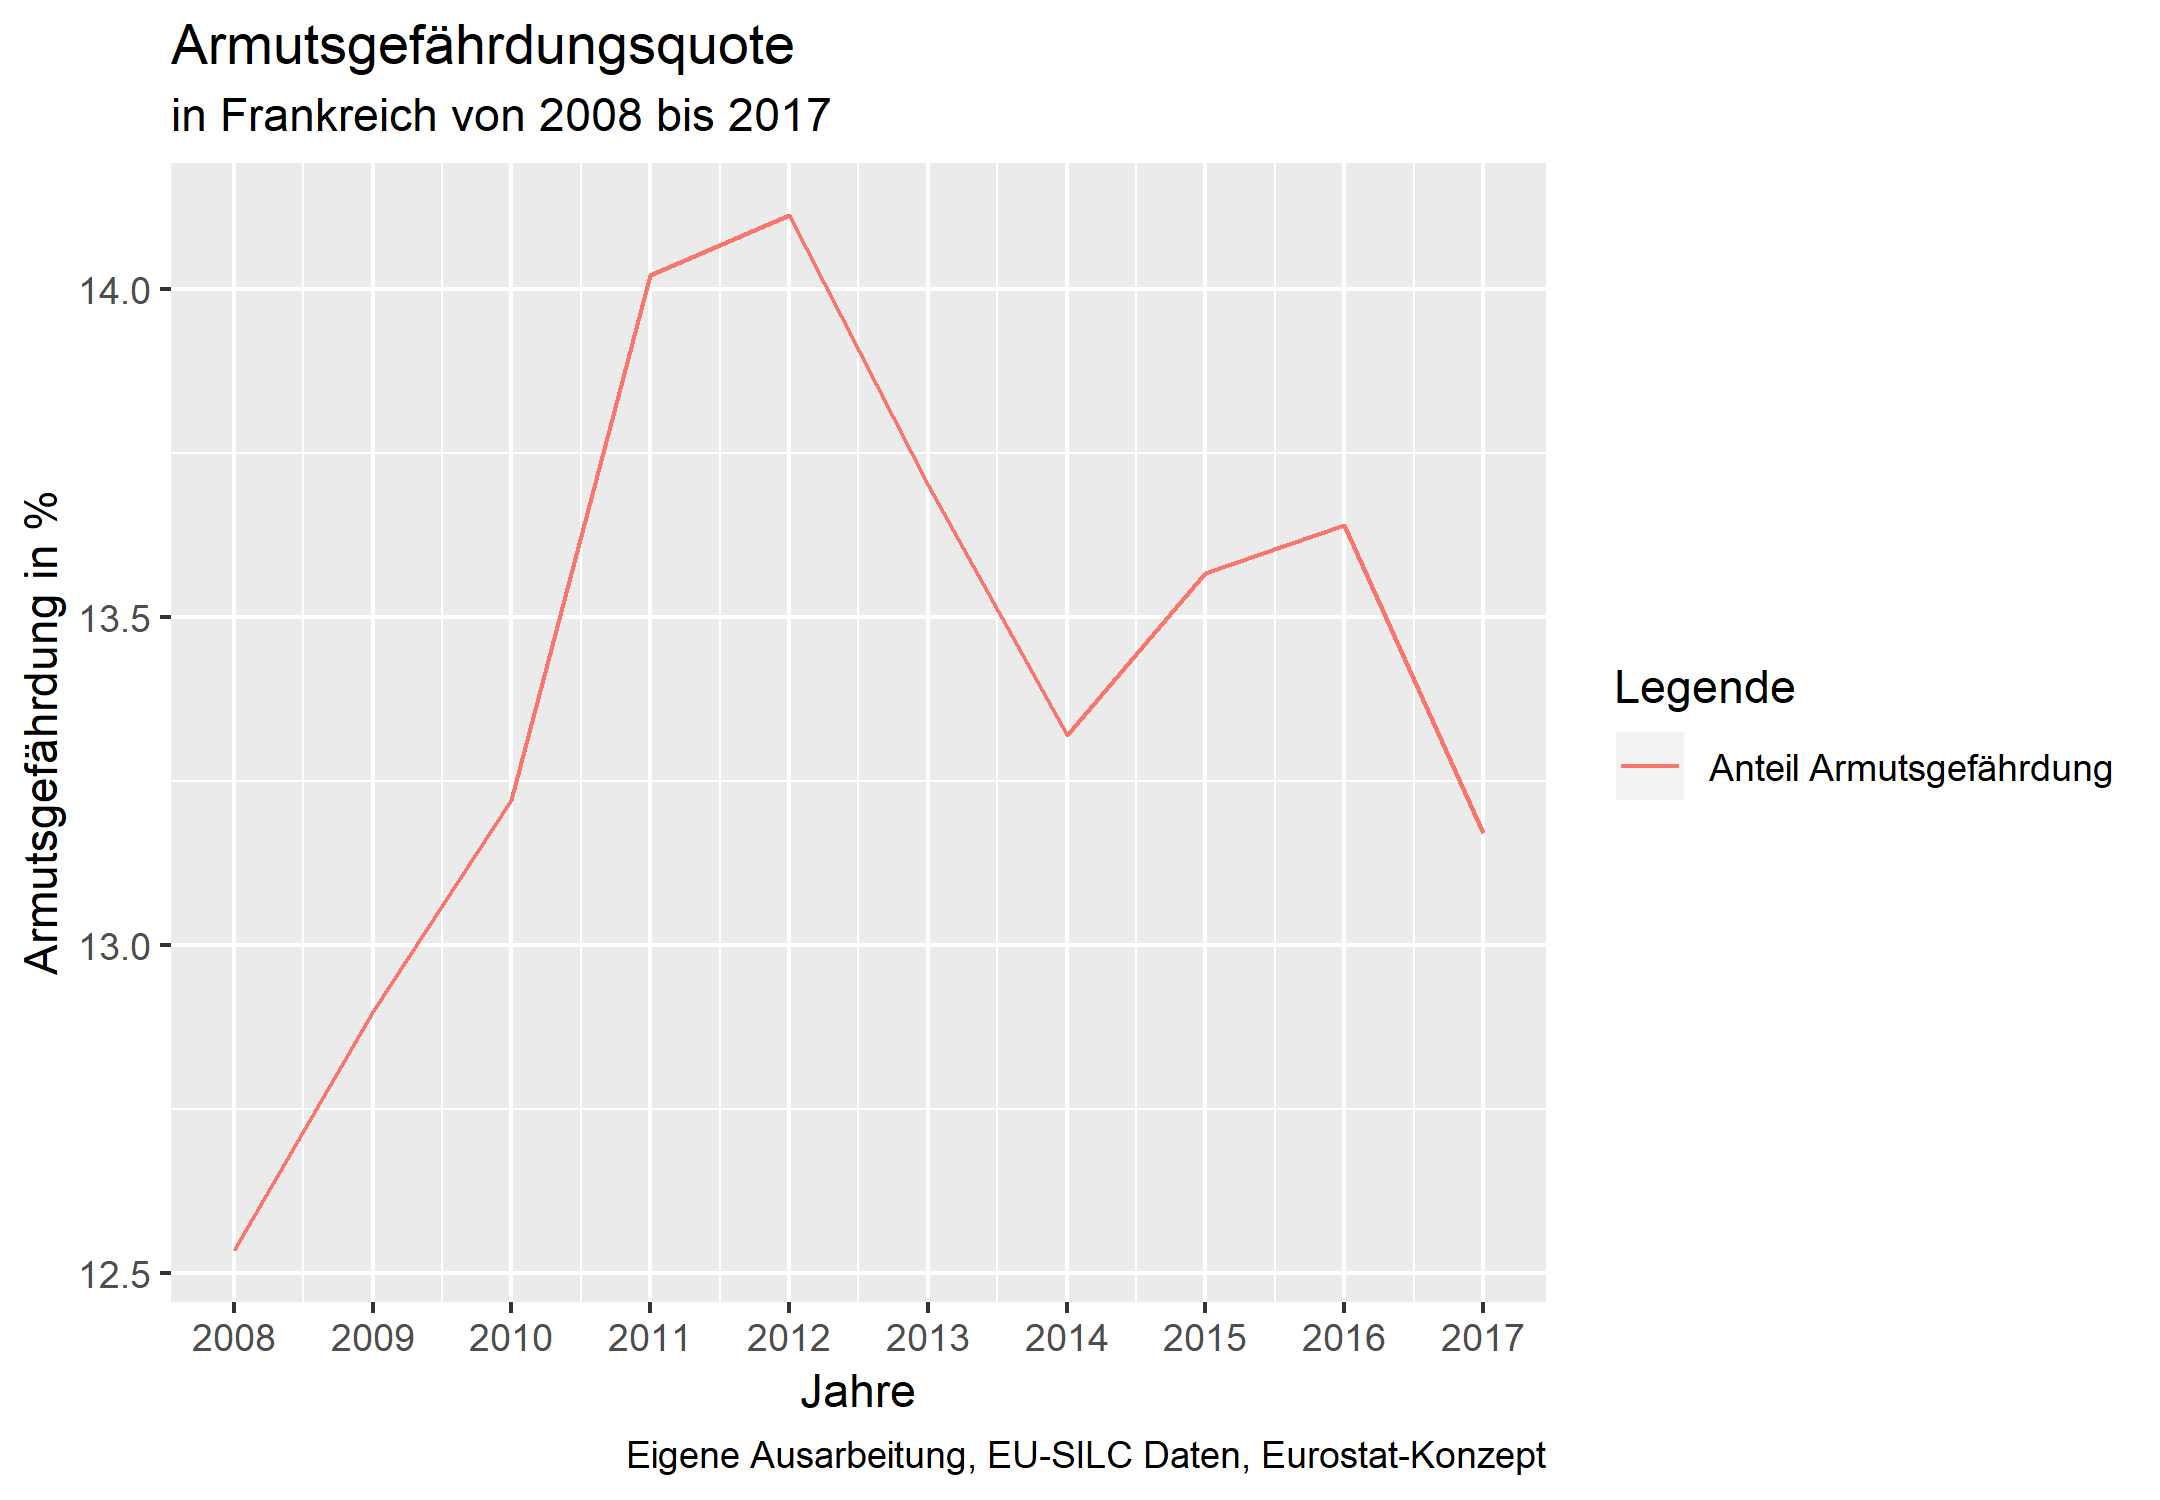 Armutsgefährdungsquote
in Frankreich von 2008 bis 2017
Armutsgefährdung in %
14.0
13.5
13.0
12.5
2008 2009 2010 2011 2012 2013 2014 2015 2016 2017
Jahre
Eigene Ausarbeitung, EU-SILC Daten, Eurostat-Konzept
Legende
Anteil Armutsgefährdung